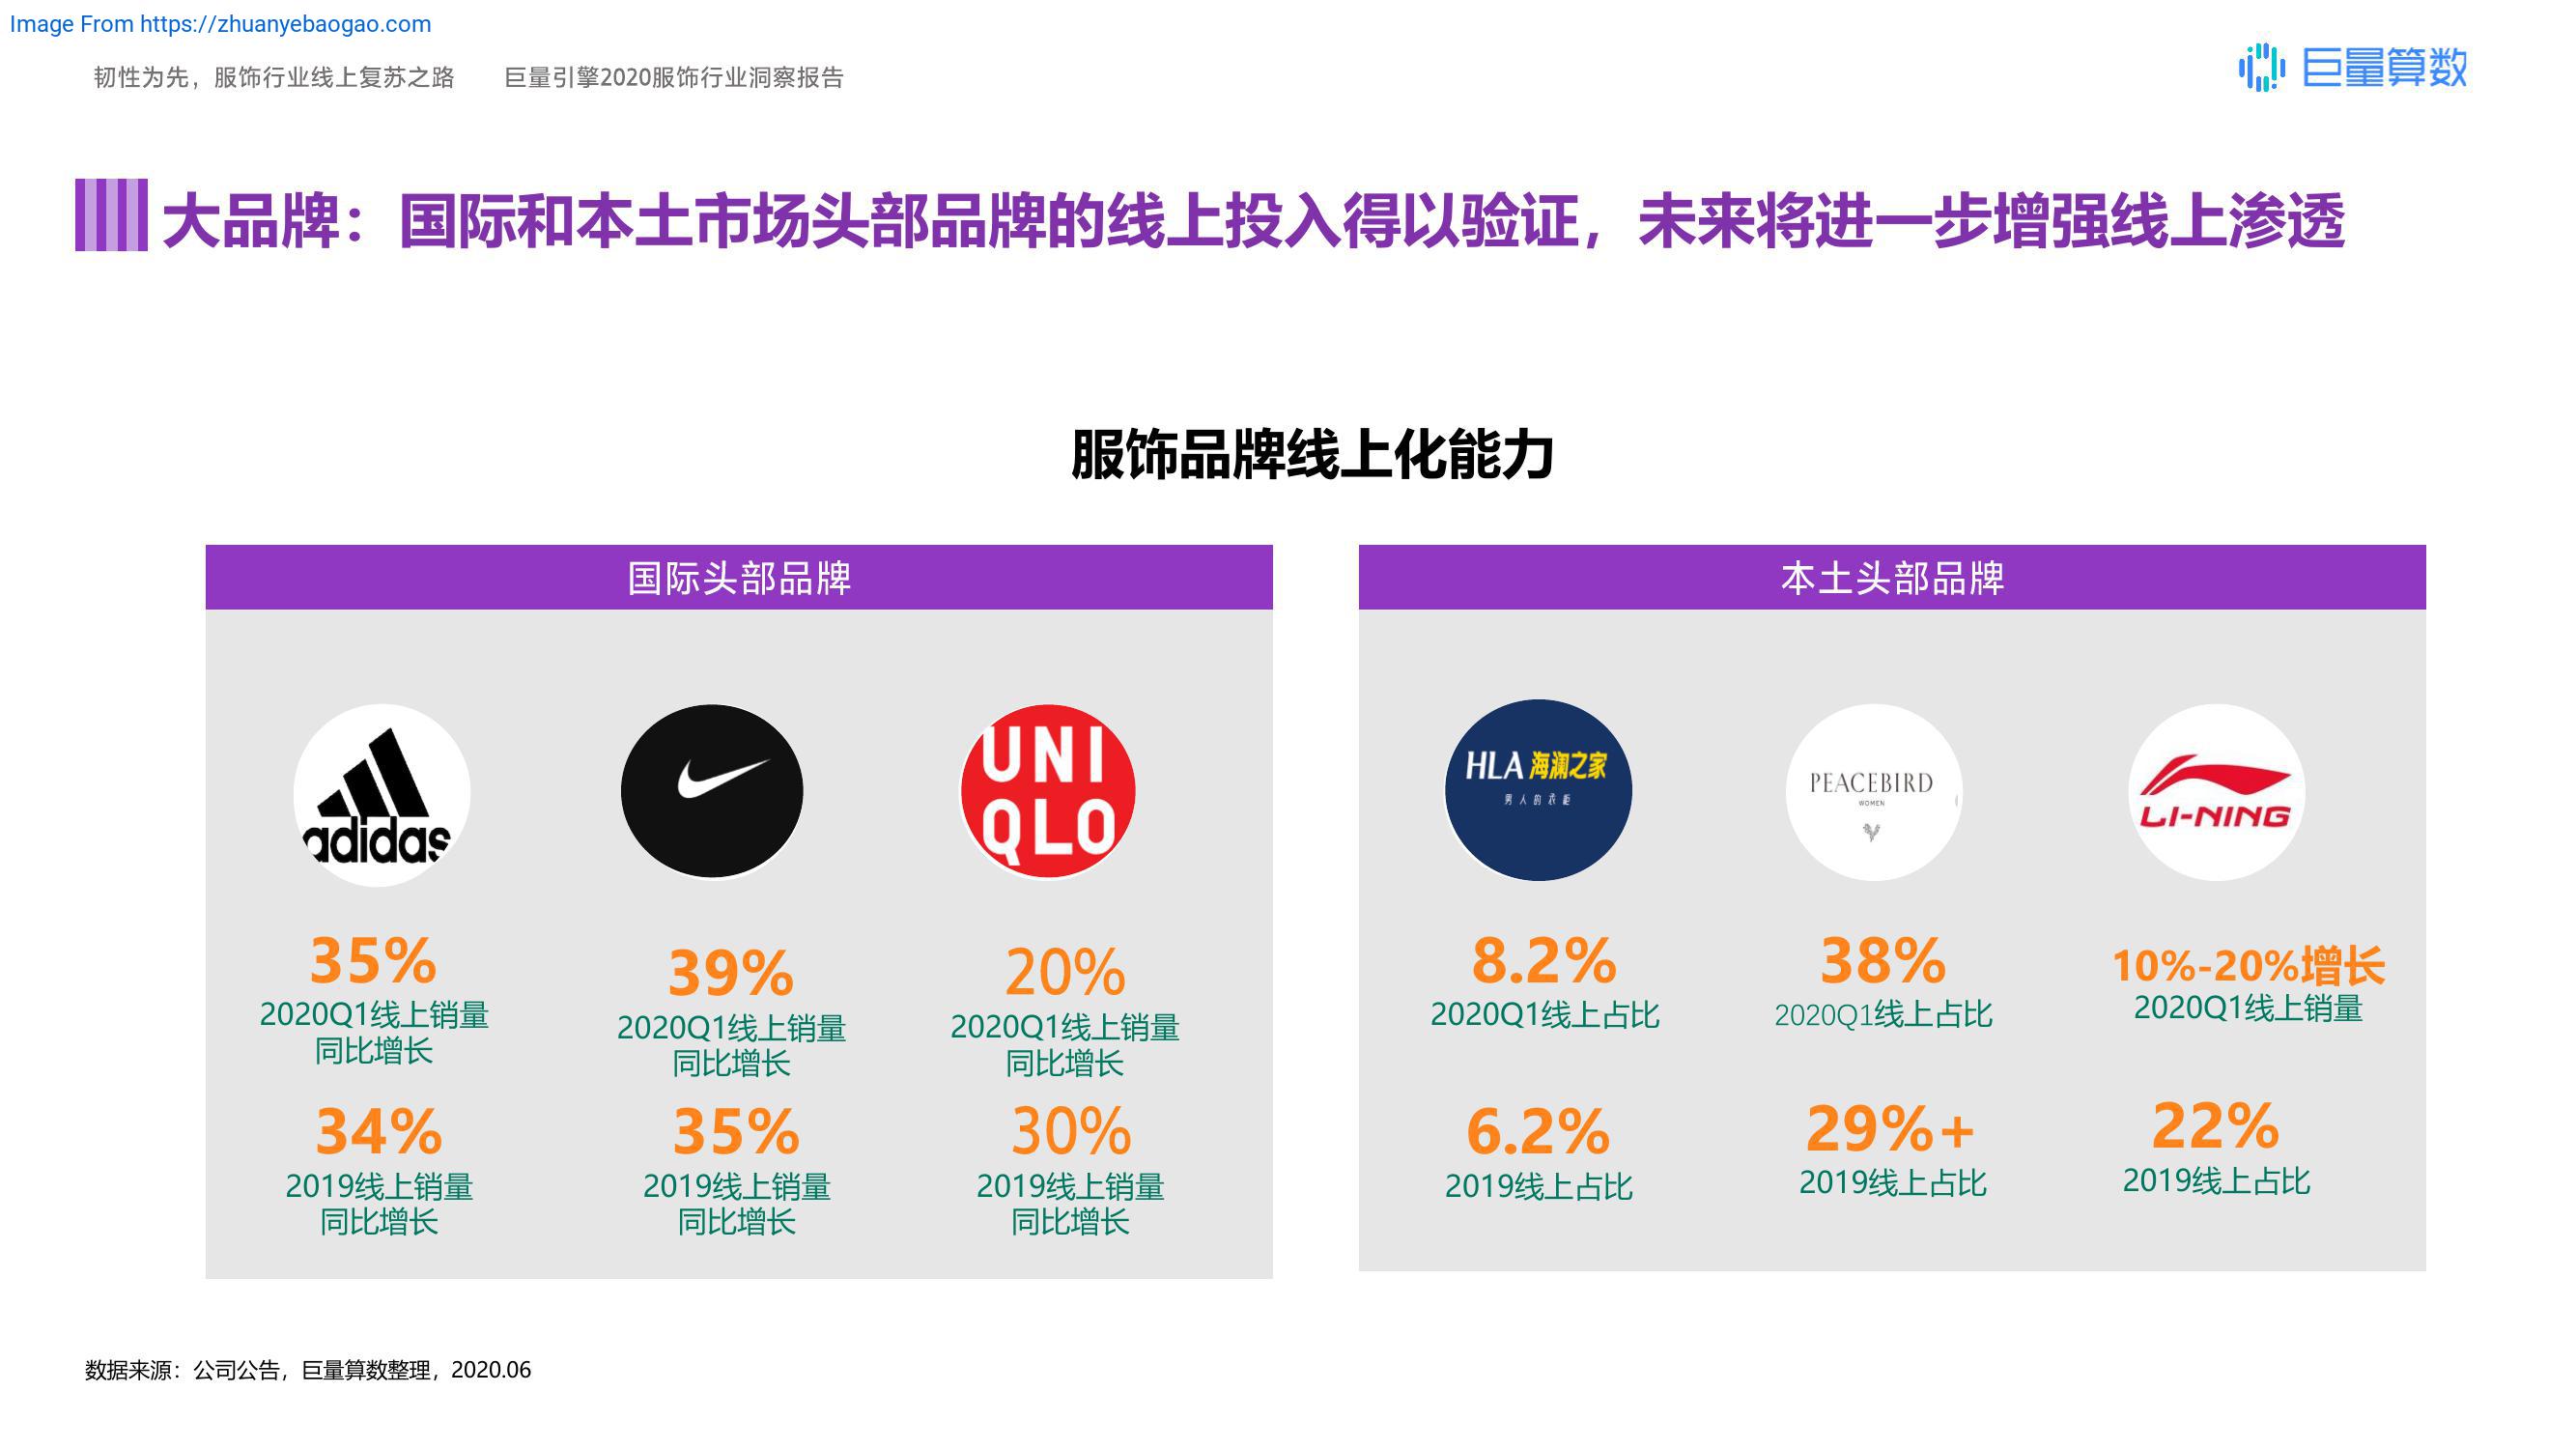 Image From https://zhuanyebaogao.com
韧性为先，服饰行业线上复苏之路 巨量引擎2020服饰行业洞察报告
巨量算数
大品牌：国际和本土市场头部品牌的线上投入得以验证，未来将进一步增强线上渗透
服饰品牌线上化能力
国际头部品牌
adidas
UNI
QLO
35%
2020Q1线上销量
同比增长
39%
2020Q1线上销量
同比增长
20%
2020Q1线上销量
同比增长
34%
2019线上销量
同比增长
35%
2019线上销量
同比增长
30%
2019线上销量
同比增长
本土头部品牌
HLA 海澜之家
男人的衣柜
PEACEBIRD
WOMEN
LI-NING
8.2%
2020Q1线上占比
38%
2020Q1线上占比
10%-20%增长
2020Q1线上销量
6.2%
2019线上占比
29%+
2019线上占比
22%
2019线上占比
数据来源：公司公告，巨量算数整理，2020.06